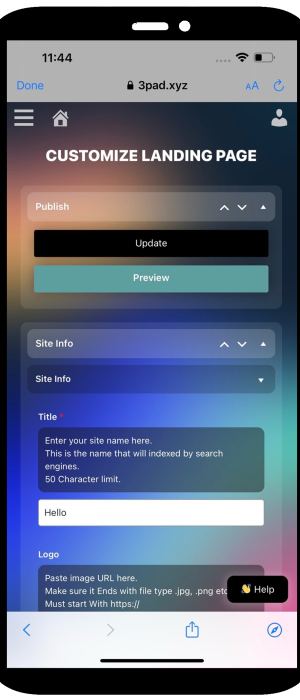 11:44
Done
3pad.xyz
AA
CUSTOMIZE LANDING PAGE
Publish
Update
Preview
Site Info
Site Info
Title *
Enter your site name here.
This is the name that will indexed by search
engines.
50 Character limit.
Hello
Logo
Paste image URL here.
Make sure it Ends with file type .jpg, .png etc
Must start With https://
Help